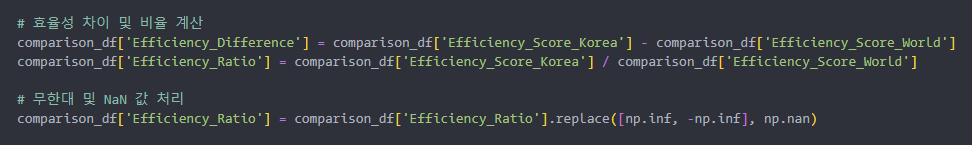 # 효율성 차이 및 비율 계산
comparison_df['Efficiency_Difference'] = comparison_df['Efficiency_Score_Korea'] - comparison_df['Efficiency_Score_World']
comparison_df['Efficiency_Ratio'] = comparison_df['Efficiency_Score_Korea'] / comparison_df['Efficiency_Score_World']
# 무한대 및 NaN 값 처리
comparison_df['Efficiency_Ratio'] = comparison_df['Efficiency_Ratio'].replace([np.inf, -np.inf], np.nan)